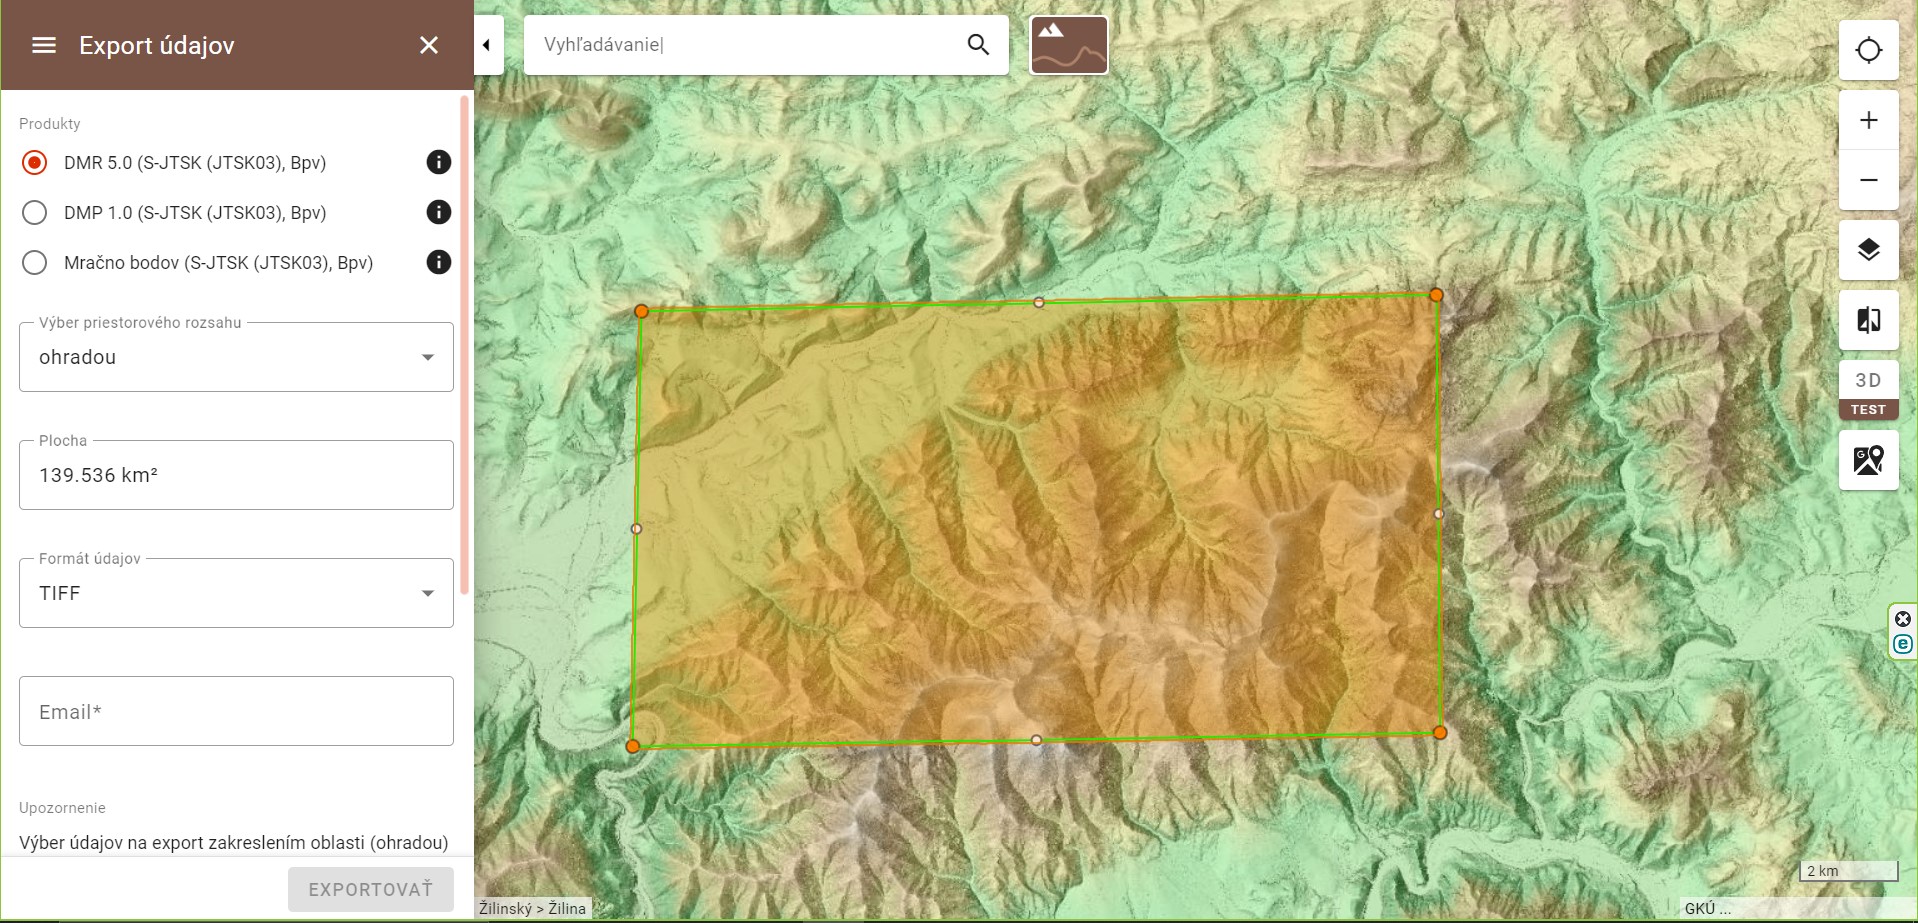 Export údajov
Vyhľadávanie
Produkty
DMR 5.0 (S-JTSK (JTSK03), Bpv)
DMP 1.0 (S-JTSK (JTSK03), Bpv)
Mračno bodov (S-JTSK (JTSK03), Bpv)
Výber priestorového rozsahu
ohradou
Plocha
139.536 km²
Formát údajov
TIFF
Email*
Upozornenie
Výber údajov na export zakreslením oblasti (ohradou)
EXPORTOVAŤ
3D
TEST
G
e
2 km
Žilinský > Žilina
GKÚ ...